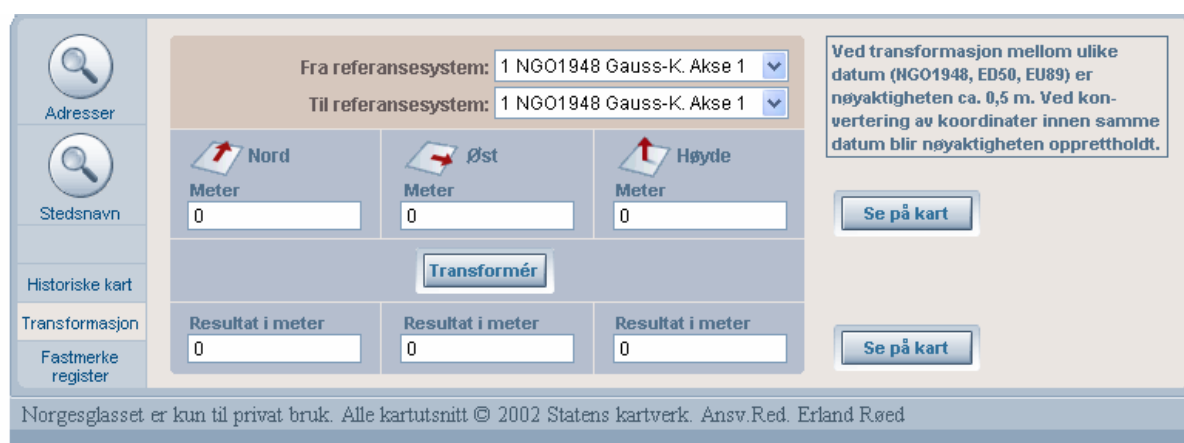 Adresser
Stedsnavn
Historiske kart
Transformasjon
Fastmerke
register
Fra referansesystem: 1 NGO1948 Gauss-K. Akse 1
Til referansesystem: 1 NGO1948 Gauss-K. Akse 1
Nord
Øst
Høyde
Meter
Meter
Meter
0
0
0
Transformér
Resultat i meter
Resultat i meter
Resultat i meter
0
0
0
Ved transformasjon mellom ulike
datum (NGO1948, ED50, EU89) er
nøyaktigheten ca. 0,5 m. Ved kon-
vertering av koordinater innen samme
datum blir nøyaktigheten opprettholdt.
Se på kart
Se på kart
Norgesglasset er kun til privat bruk. Alle kartutsnitt © 2002 Statens kartverk. Ansv.Red. Erland Røed